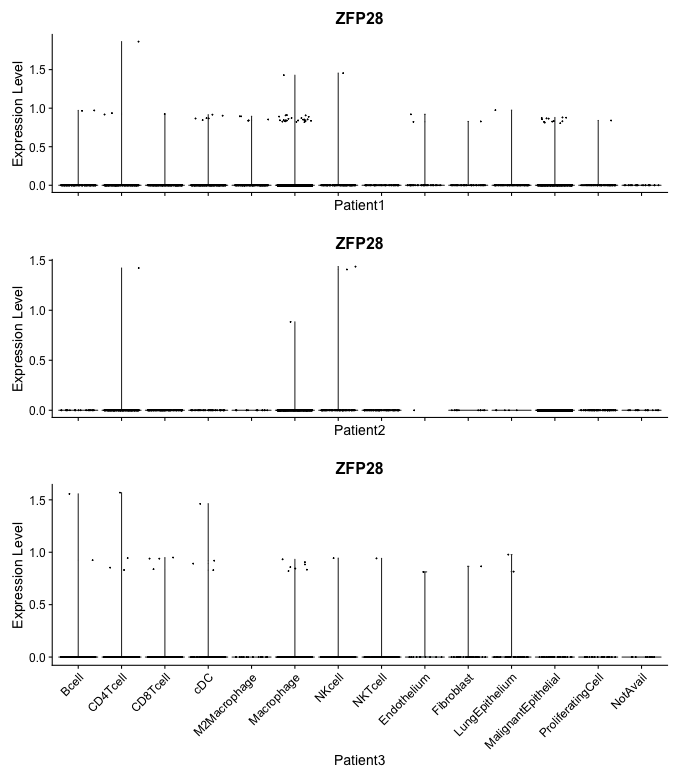 ZFP28
Expression Level
1.5
1.0
0.5
0.0
Patient1
ZFP28
Expression Level
1.5
1.0
0.5
0.0
Patient2
ZFP28
Expression Level
1.5
1.0
0.5
0.0
Bcell
CD4Tcell
CD8Tcell
cDC
M2Macrophage
Macrophage
NKcell
NKTcell
Endothelium
Fibroblast
LungEpithelium
MalignantEpithelial
ProliferatingCell
NotAvail
Patient3